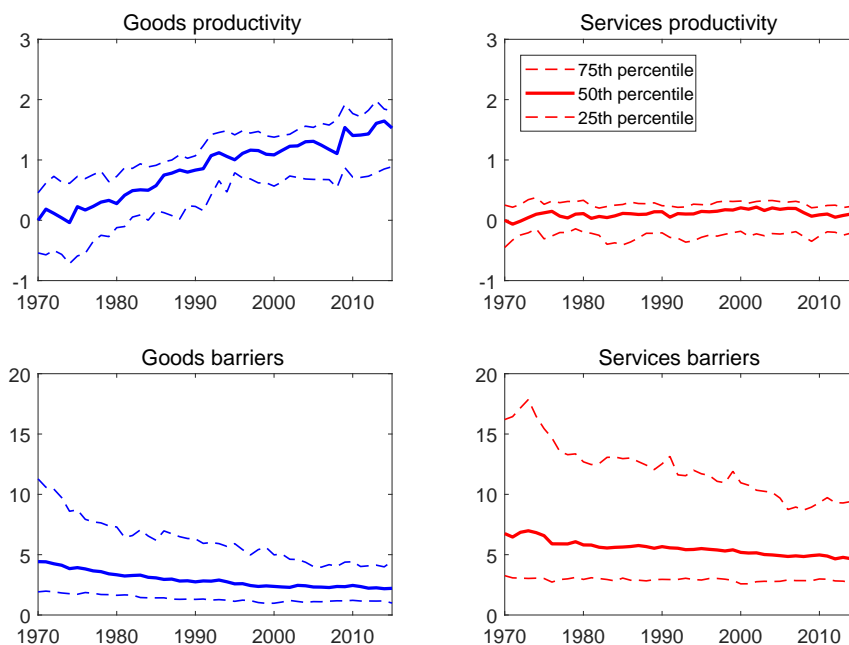 Goods productivity
3
2
1
0
-1
1970 1980 1990 2000 2010
Services productivity
3
2
1
0
-1
75th percentile
50th percentile
25th percentile
1970 1980 1990 2000 2010
Goods barriers
20
15
10
5
0
1970 1980 1990 2000 2010
Services barriers
20
15
10
5
0
1970 1980 1990 2000 2010